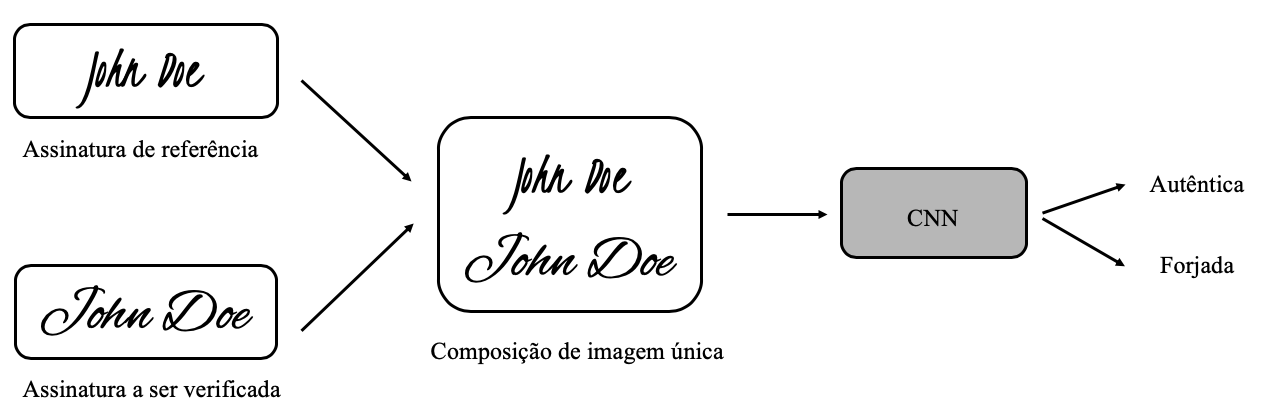 John Doe
Assinatura de referência
John Doe
Assinatura a ser verificada
John Doe
John Doe
Composição de imagem única
CNN
Autêntica
Forjada